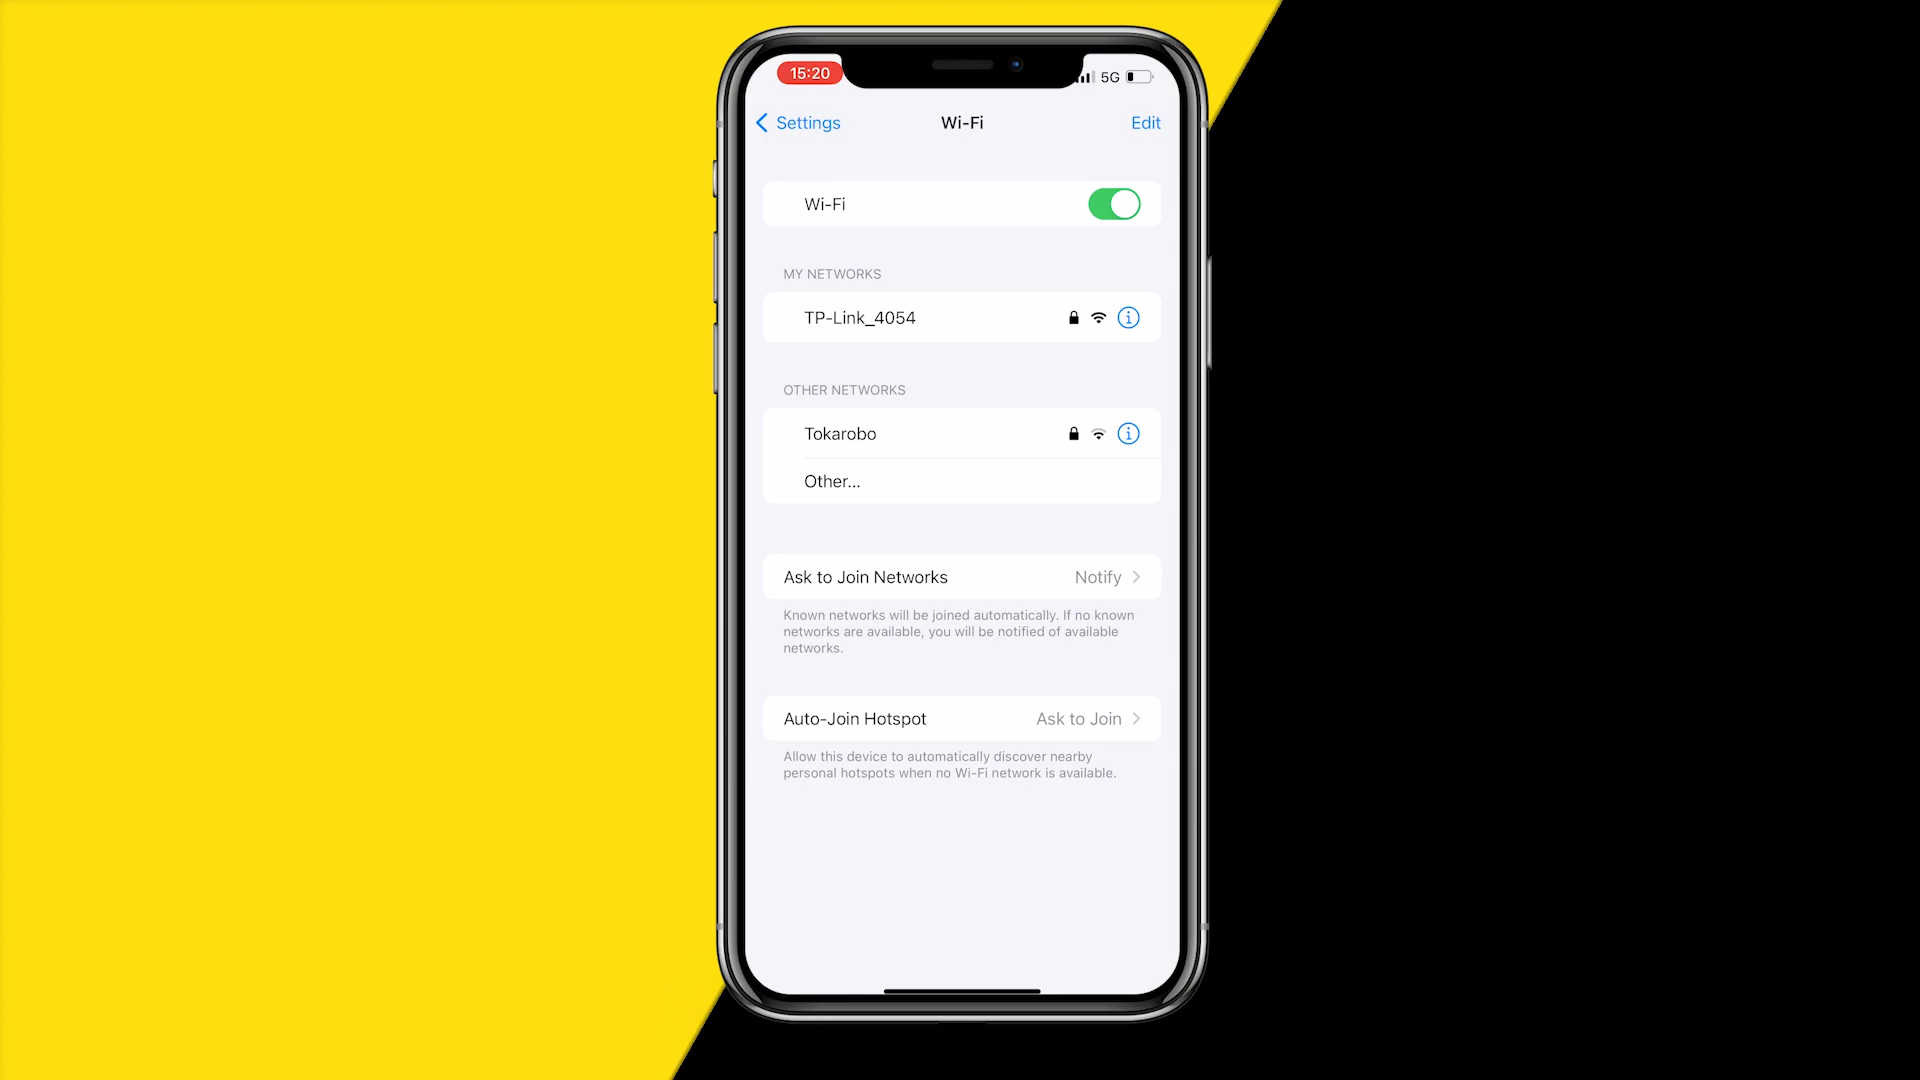 15:20
5G
Settings
Wi-Fi
Edit
Wi-Fi
MY NETWORKS
TP-Link_4054
OTHER NETWORKS
Tokarobo
Other...
Ask to Join Networks
Notify
Known networks will be joined automatically. If no known
networks are available, you will be notified of available
networks.
Auto-Join Hotspot
Ask to Join
Allow this device to automatically discover nearby
personal hotspots when no Wi-Fi network is available.